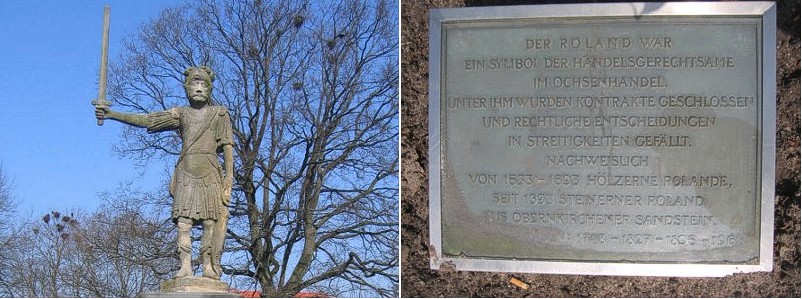 DER ROLAND WAR
EIN SYMBOL DER HANDELSGERECHTSAME
IM OCHSENHANDEL.
UNTER IHM WURDEN KONTRAKTE GESCHLOSSEN
UND RECHTLICHE ENTSCHEIDUNGEN
IN STREITIGKEITEN GEFÄLLT.
NACHWEISLICH
VON 1533 - 1693 HÖLZERNE ROLANDE,
SEIT 1693 STEINERNER ROLAND
AUS OBERNKIRCHENER SANDSTEIN.